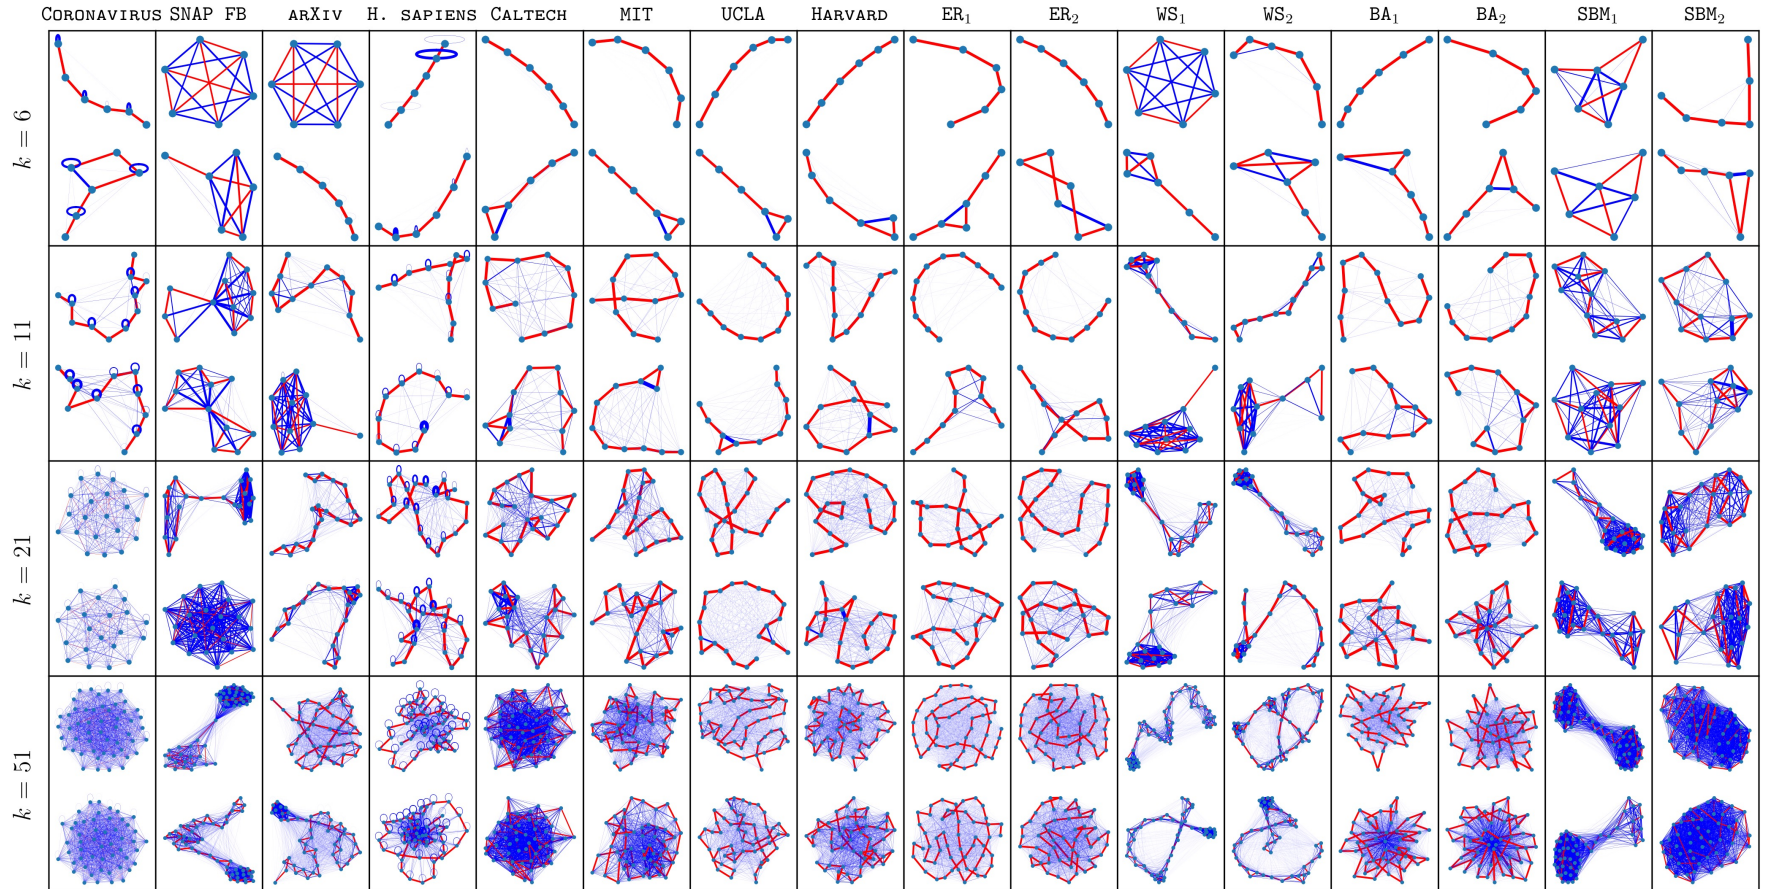 CORONAVIRUS SNAP FB ARXIV H. SAPIENS CALTECH MIT UCLA HARVARD ER₁ ER₂ WS₁ WS₂ BA₁ BA₂ SBM₁ SBM₂
k = 6
k = 11
k = 21
k = 51